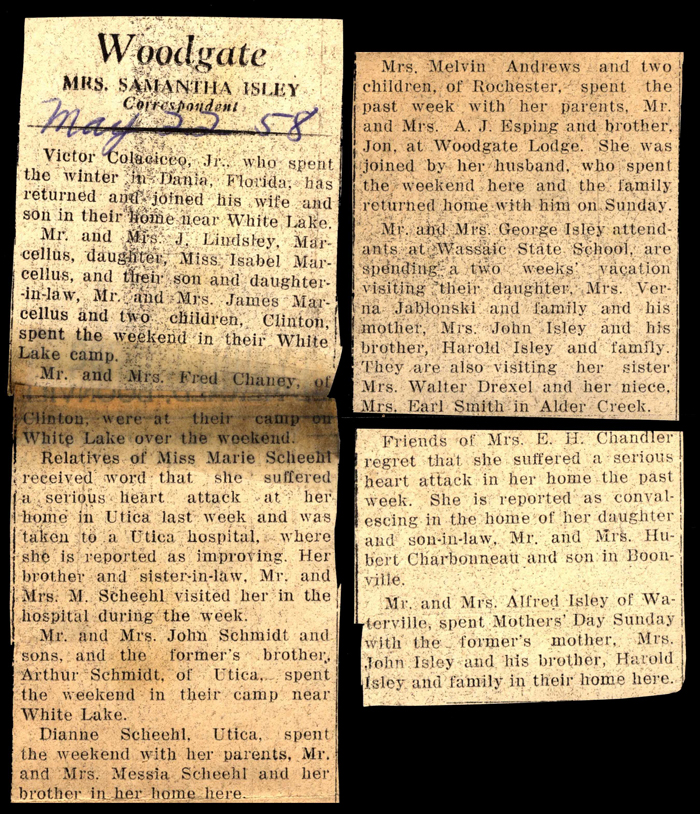 Woodgate
MRS. SAMANTHA ISLEY
Correspondent
May 22 58
Victor Colacicco, Jr., who spent
the winter in Dania, Florida, has
returned and joined his wife and
son in their home near White Lake.
Mr. and Mrs. J. Lindsley, Mar-
cellus, daughter, Miss Isabel Mar-
cellus, and their son and daughter-
-in-law, Mr. and Mrs. James Mar-
cellus and two children, Clinton,
spent the weekend in their White
Lake camp.
Mr. and Mrs. Fred Chaney, of
Clinton, were at their camp on
White Lake over the weekend.
Relatives of Miss Marie Scheehl
received word that she suffered
a serious heart attack at her
home in Utica last week and was
taken to a Utica hospital, where
she is reported as improving. Her
brother and sister-in-law, Mr. and
Mrs. M. Scheehl visited her in the
hospital during the week.
Mr. and Mrs. John Schmidt and
sons, and the former's brother,
Arthur Schmidt, of Utica, spent
the weekend in their camp near
White Lake.
Dianne Scheehl, Utica, spent
the weekend with her parents, Mr.
and Mrs. Messia Scheehl and her
brother in her home here.
Mrs. Melvin Andrews and two
children, of Rochester, spent the
past week with her parents, Mr.
and Mrs. A. J. Esping and brother,
Jon, at Woodgate Lodge. She was
joined by her husband, who spent
the weekend here and the family
returned home with him on Sunday.
Mr. and Mrs. George Isley attend-
ants at Wassaic State School, are
spending a two weeks' vacation
visiting their daughter, Mrs. Ver-
na Jablonski and family and his
mother, Mrs. John Isley and his
brother, Harold Isley and family.
They are also visiting her sister
Mrs. Walter Drexel and her niece,
Mrs. Earl Smith in Alder Creek.
Friends of Mrs. E. H. Chandler
regret that she suffered a serious
heart attack in her home the past
week. She is reported as conval-
escing in the home of her daughter
and son-in-law, Mr. and Mrs. Hu-
bert Charbonneau and son in Boon-
ville.
Mr. and Mrs. Alfred Isley of Wa-
terville, spent Mothers' Day Sunday
with the former's mother, Mrs.
John Isley and his brother, Harold
Isley and family in their home here.